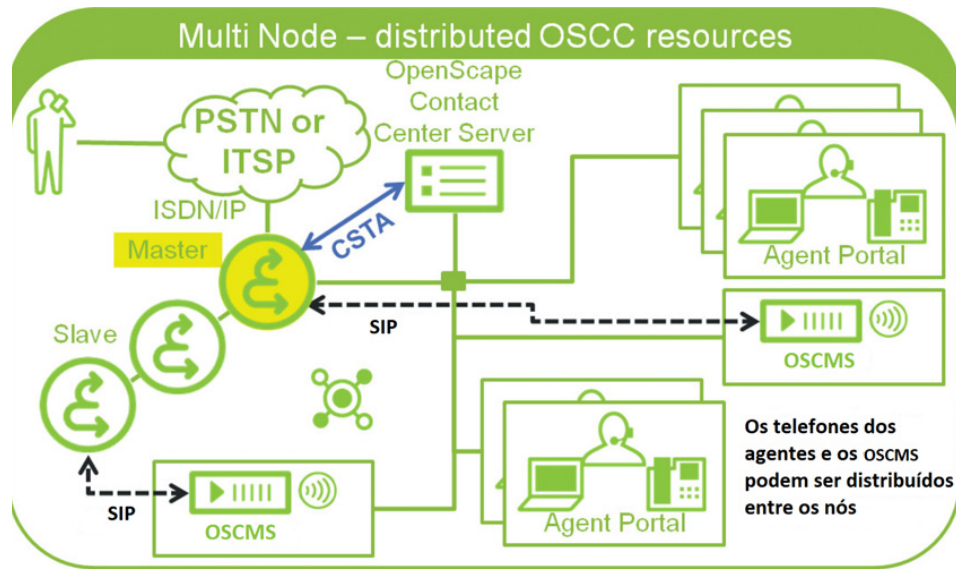 Multi Node – distributed OSCC resources
OpenScape
Contact
Center Server
PSTN or
ITSP
ISDN/IP
Master
CSTA
Agent Portal
SIP
Slave
OSCMS
Os telefones dos
agentes e os OSCMS
podem ser distribuídos
entre os nós
Agent Portal
SIP
OSCMS